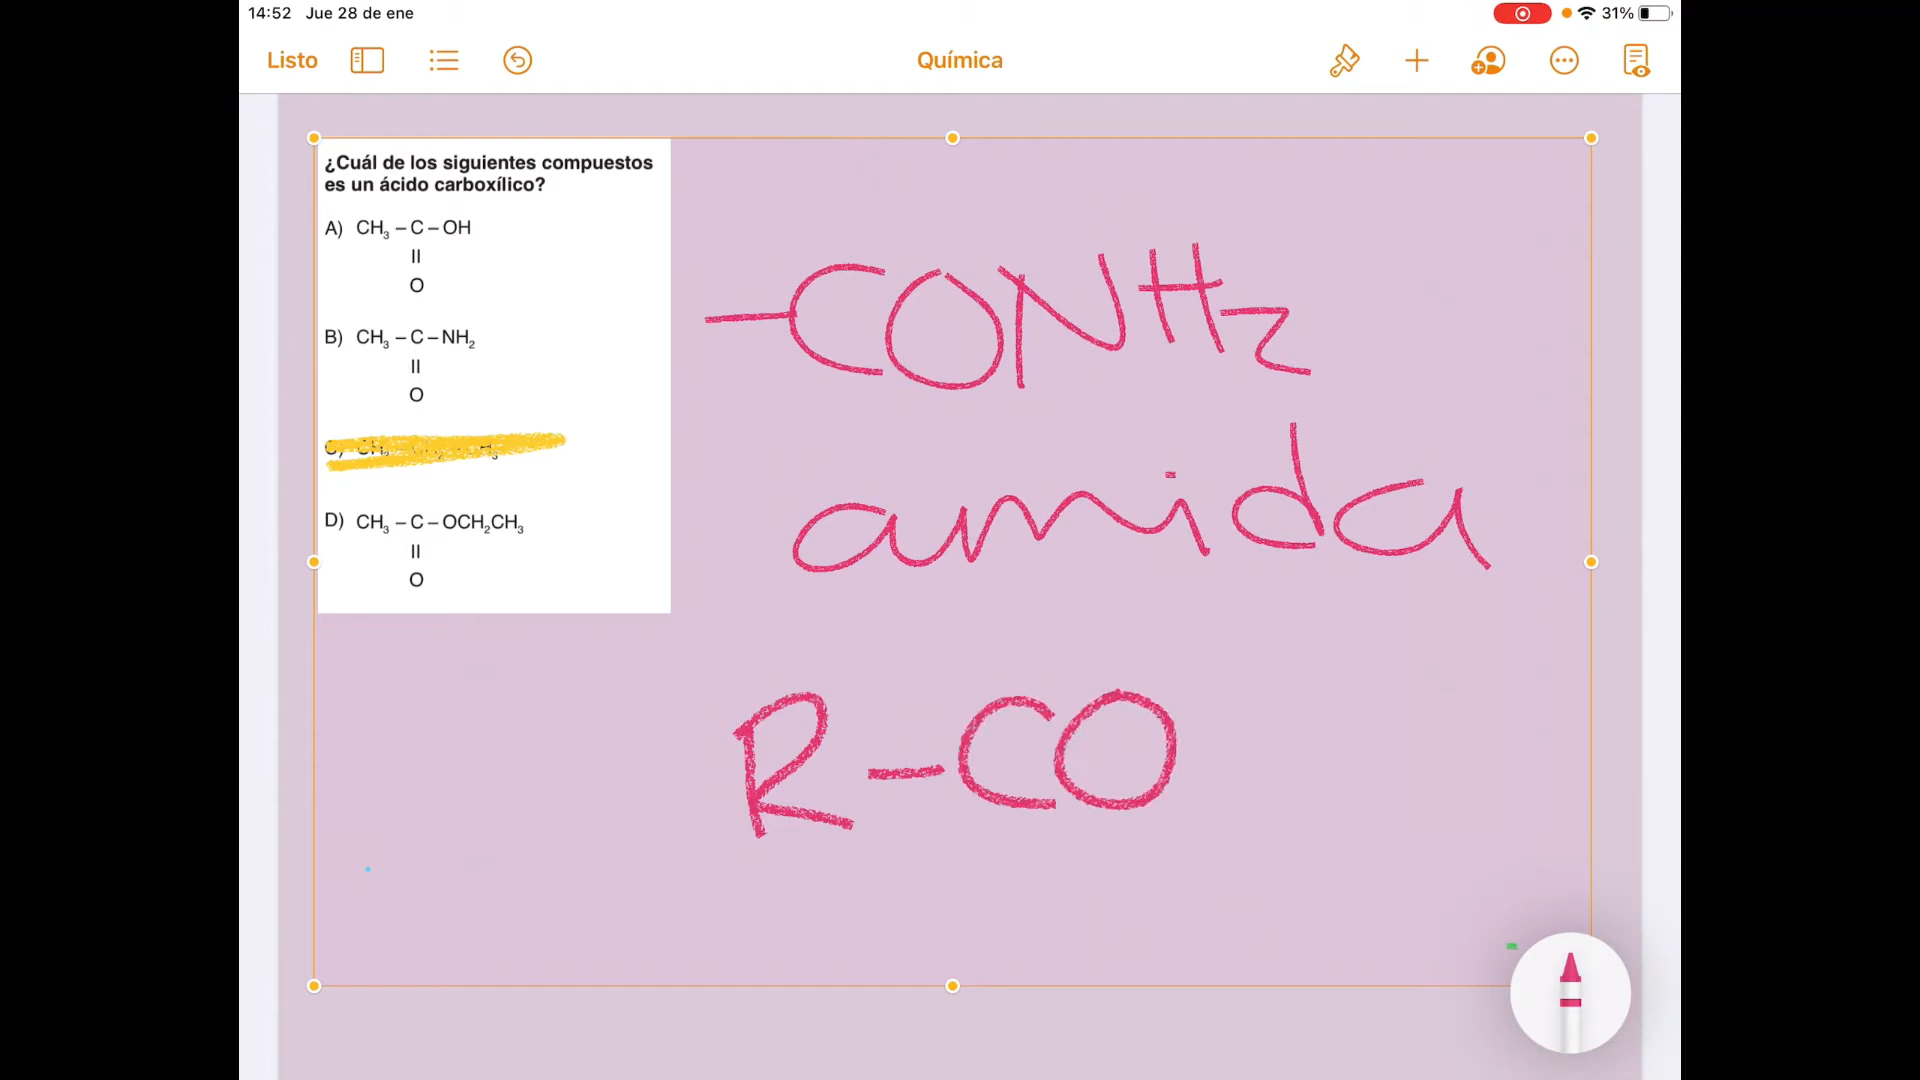 14:52 Jue 28 de ene
31%
Listo
Química
¿Cuál de los siguientes compuestos
es un ácido carboxílico?
A) CH₃ – C – OH
||
O
B) CH₃ – C – NH₂
||
O
D) CH₃ – C – OCH₂CH₃
||
O
–CONH₂
amida
R–CO